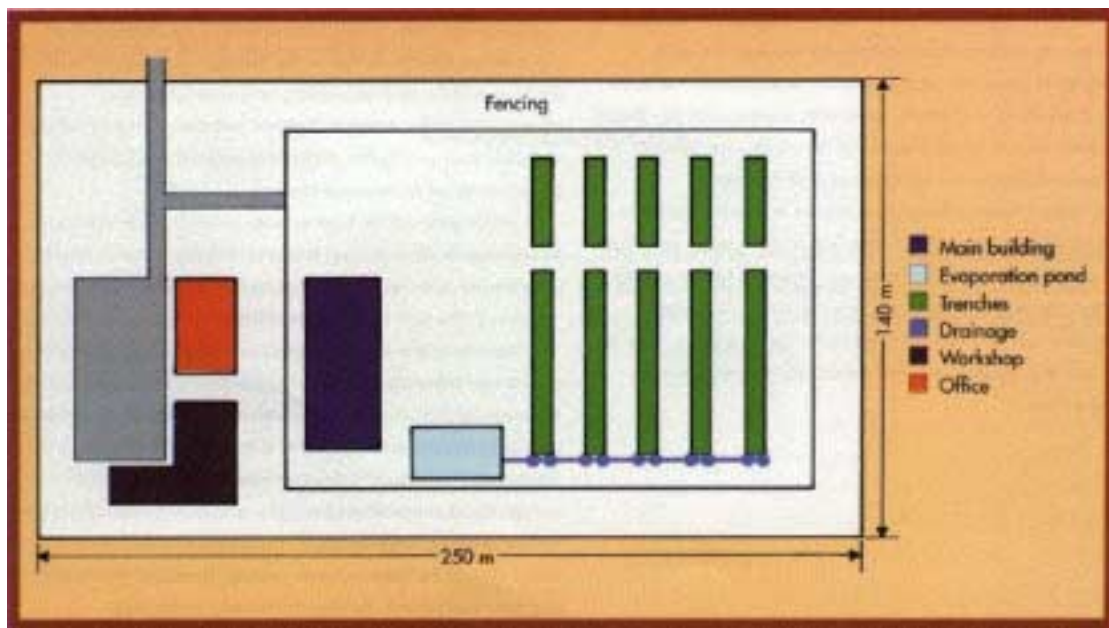 Fencing
Main building
Evaporation pond
Trenches
Drainage
Workshop
Office
140 m
250 m